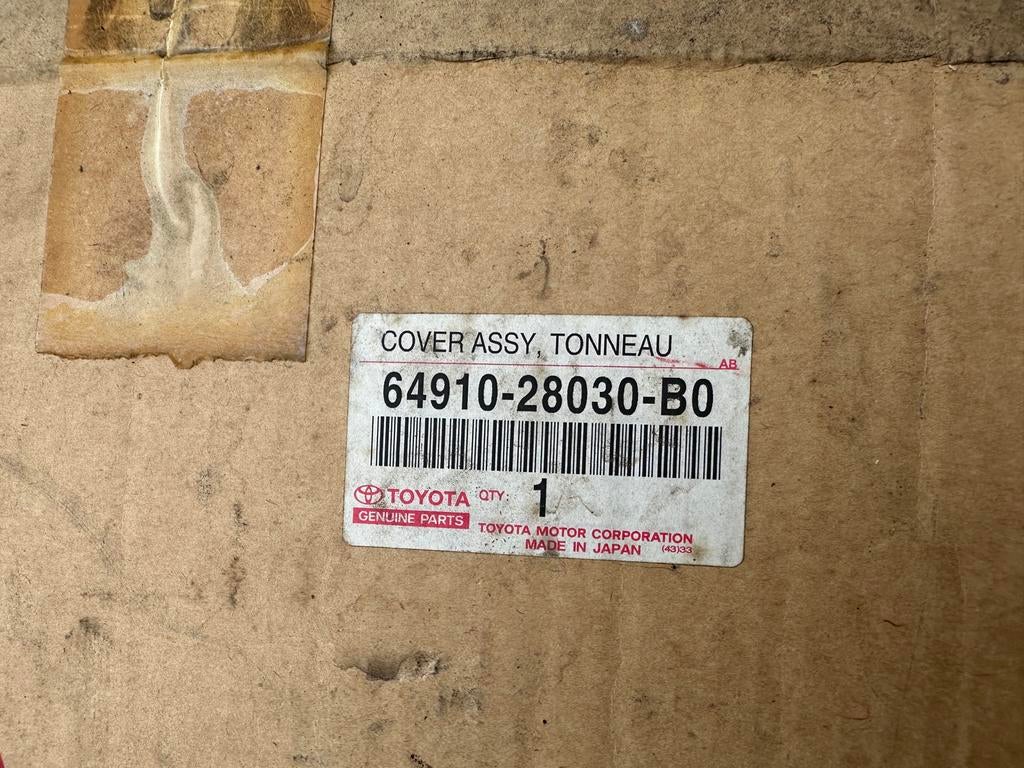 COVER ASSY, TONNEAU
AB
64910-28030-B0
TOYOTA QTY: 1
GENUINE PARTS
TOYOTA MOTOR CORPORATION
MADE IN JAPAN (43)33